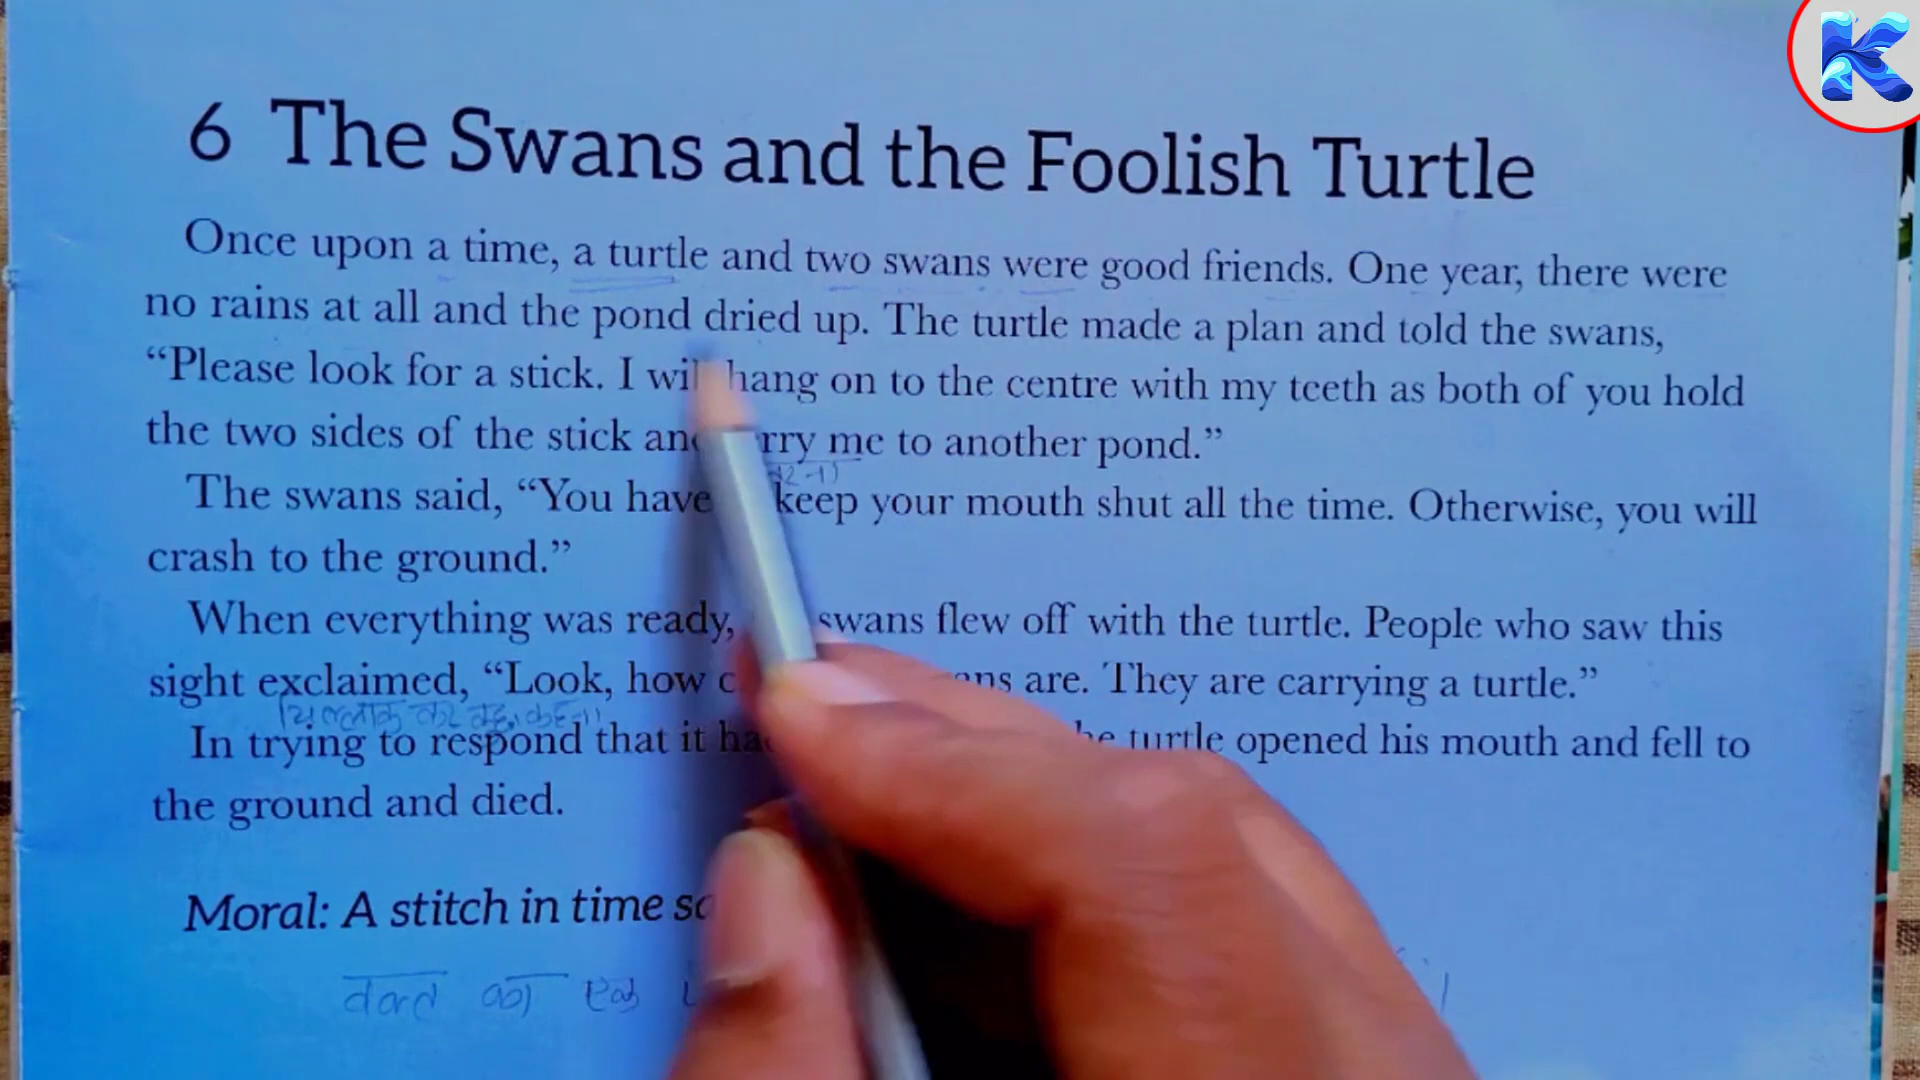 K
6 The Swans and the Foolish Turtle
Once upon a time, a turtle and two swans were good friends. One year, there were
no rains at all and the pond dried up. The turtle made a plan and told the swans,
“Please look for a stick. I will hang on to the centre with my teeth as both of you hold
the two sides of the stick and me to another pond.”
The swans said, “You have keep your mouth shut all the time. Otherwise, you will
crash to the ground.”
When everything was ready, swans flew off with the turtle. People who saw this
sight exclaimed, “Look, how are. They are carrying a turtle.”
In trying to respond that it turtle opened his mouth and fell to
the ground and died.
Moral: A stitch in time
वक्त का एक